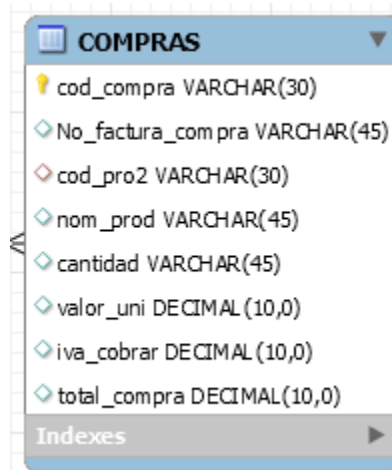 COMPRAS
cod_compra VARCHAR(30)
No_factura_compra VARCHAR(45)
cod_pro2 VARCHAR(30)
nom_prod VARCHAR(45)
cantidad VARCHAR(45)
valor_uni DECIMAL(10,0)
iva_cobrar DECIMAL(10,0)
total_compra DECIMAL(10,0)
Indexes